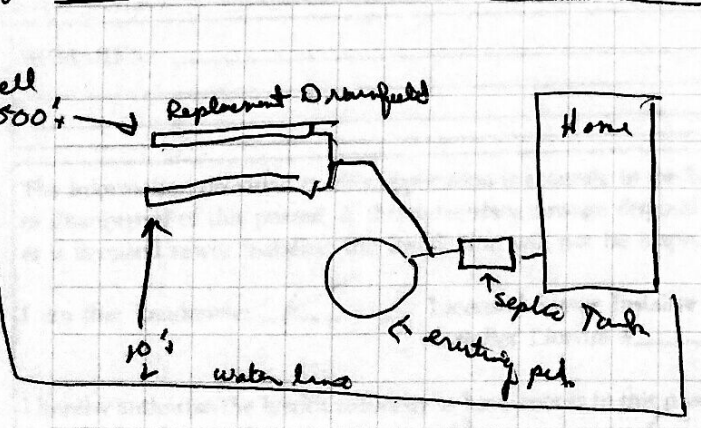 ell
500'±
Replacement Drainfield
Home
septic Tank
existing pit
10'±
water line